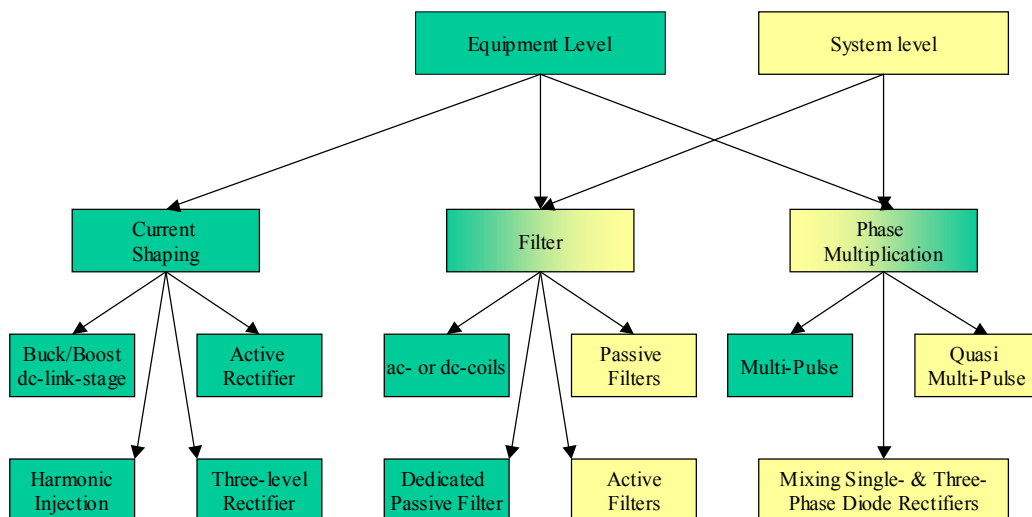 Equipment Level
System level
Current
Shaping
Filter
Phase
Multiplication
Buck/Boost
dc-link-stage
Active
Rectifier
ac- or dc-coils
Passive
Filters
Multi-Pulse
Quasi
Multi-Pulse
Harmonic
Injection
Three-level
Rectifier
Dedicated
Passive Filter
Active
Filters
Mixing Single- & Three-
Phase Diode Rectifiers